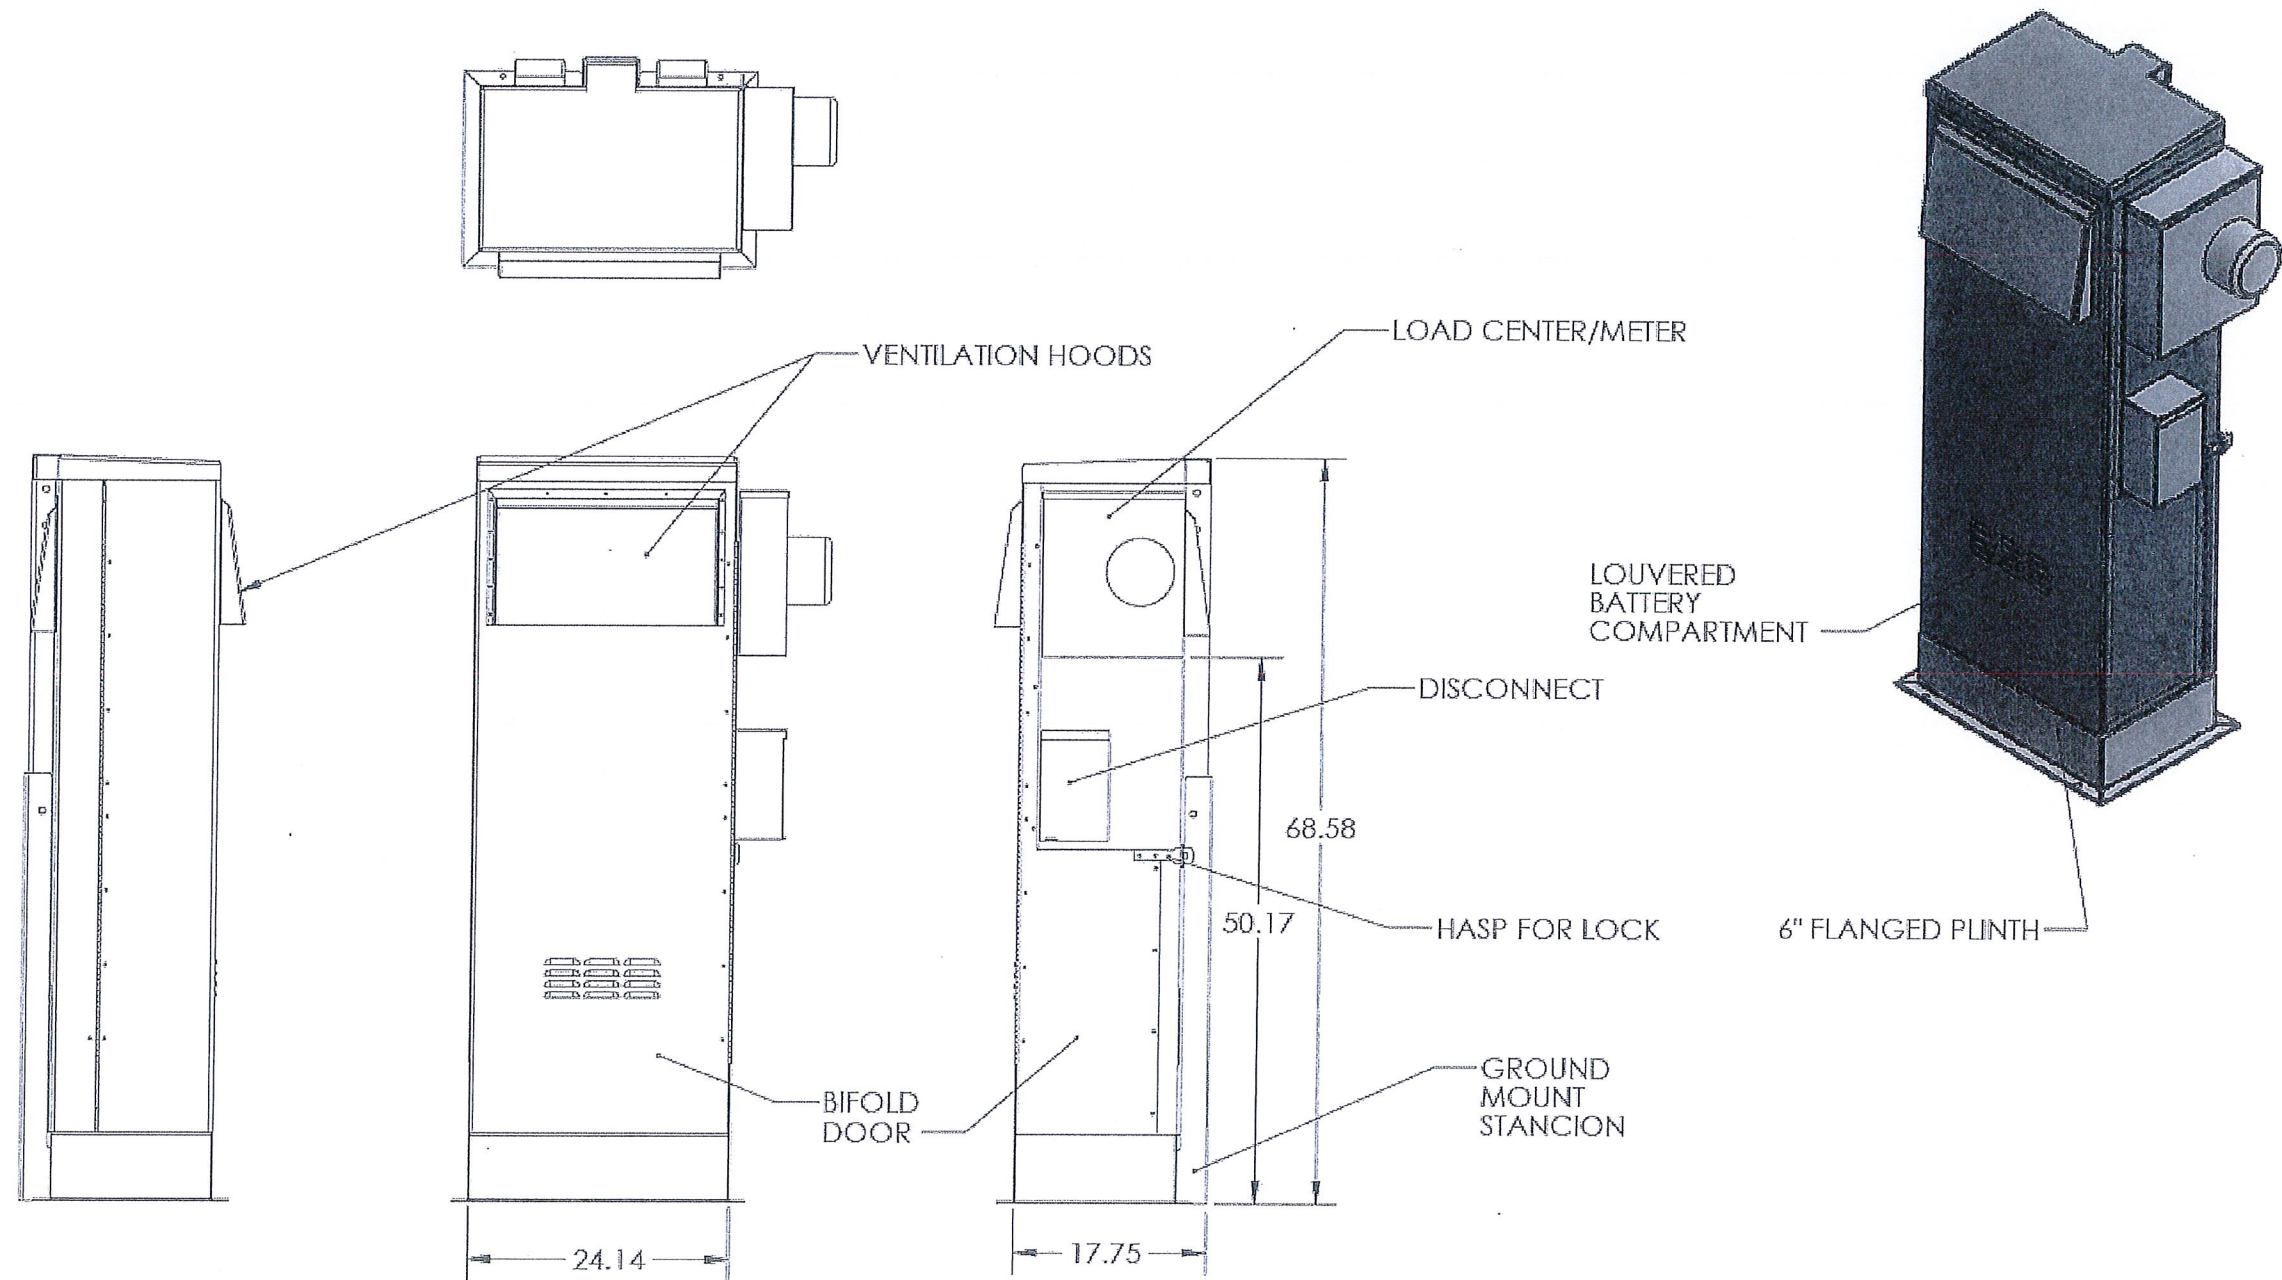 VENTILATION HOODS
LOAD CENTER/METER
LOUVERED
BATTERY
COMPARTMENT
DISCONNECT
68.58
50.17
HASP FOR LOCK
6" FLANGED PLINTH
GROUND
MOUNT
STANCION
BIFOLD
DOOR
24.14
17.75